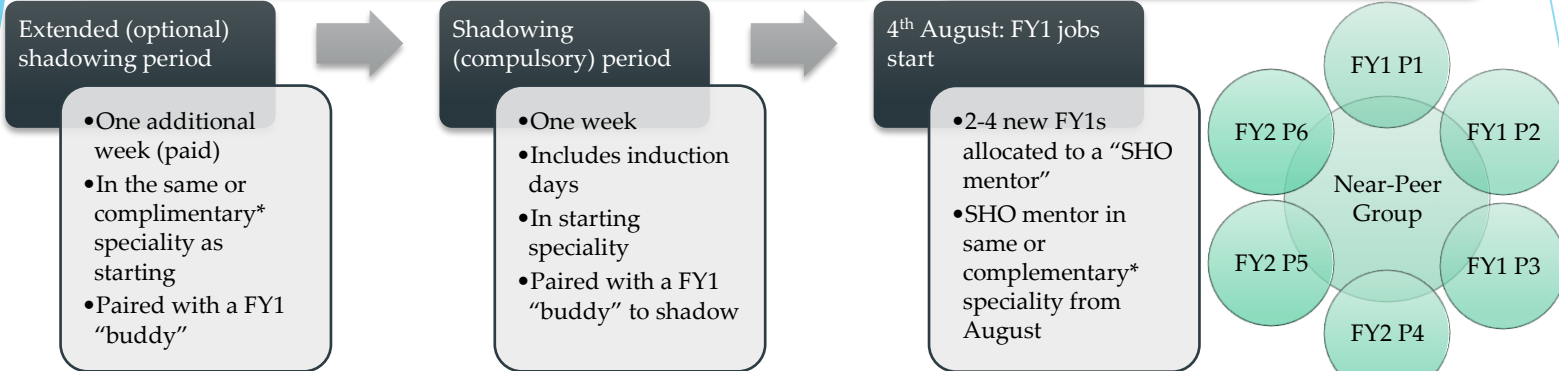 Extended (optional)
shadowing period
•One additional
week (paid)
•In the same or
complimentary*
speciality as
starting
•Paired with a FY1
“buddy”
Shadowing
(compulsory) period
•One week
•Includes induction
days
•In starting
speciality
•Paired with a FY1
“buddy” to shadow
4th August: FY1 jobs
start
•2-4 new FY1s
allocated to a “SHO
mentor”
•SHO mentor in
same or
complementary*
speciality from
August
FY1 P1
FY1 P2
FY1 P3
FY2 P4
FY2 P5
FY2 P6
Near-Peer
Group